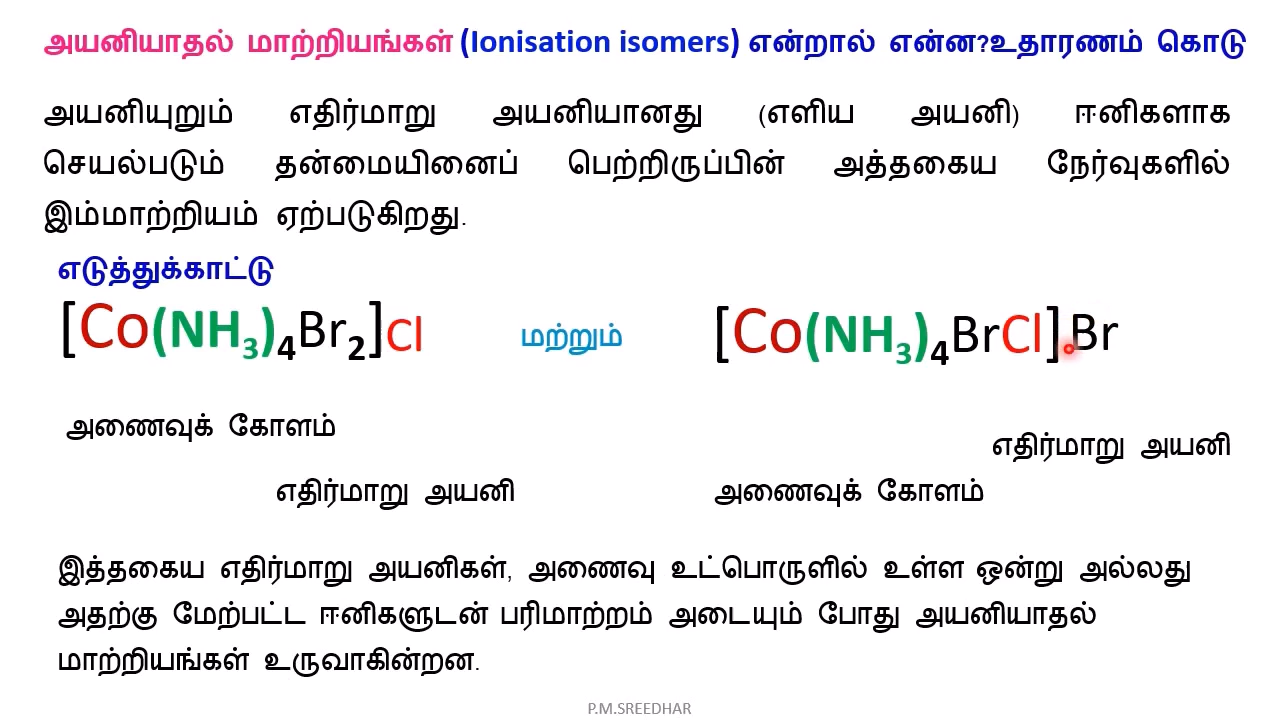 அயனியாதல் மாற்றியங்கள் (Ionisation isomers) என்றால் என்ன?உதாரணம் கொடு
அயனியுறும் எதிர்மாறு அயனியானது (எளிய அயனி) ஈனிகளாக
செயல்படும் தன்மையினைப் பெற்றிருப்பின் அத்தகைய நேர்வுகளில்
இம்மாற்றியம் ஏற்படுகிறது.
எடுத்துக்காட்டு
[Co(NH₃)₄Br₂]Cl மற்றும் [Co(NH₃)₄BrCl]Br
அணைவுக் கோளம்
எதிர்மாறு அயனி
எதிர்மாறு அயனி அணைவுக் கோளம்
இத்தகைய எதிர்மாறு அயனிகள், அணைவு உட்பொருளில் உள்ள ஒன்று அல்லது
அதற்கு மேற்பட்ட ஈனிகளுடன் பரிமாற்றம் அடையும் போது அயனியாதல்
மாற்றியங்கள் உருவாகின்றன.
P.M.SREEDHAR